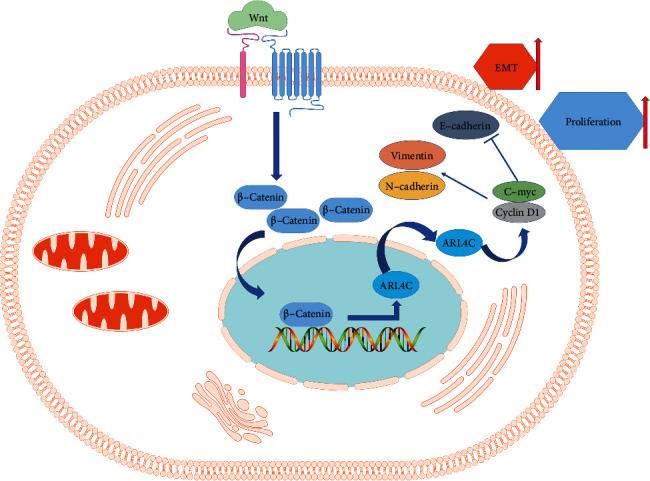 Wnt
EMT
Proliferation
E-cadherin
Vimentin
N-cadherin
C-myc
Cyclin D1
β-Catenin
β-Catenin
β-Catenin
ARL4C
ARL4C
β-Catenin